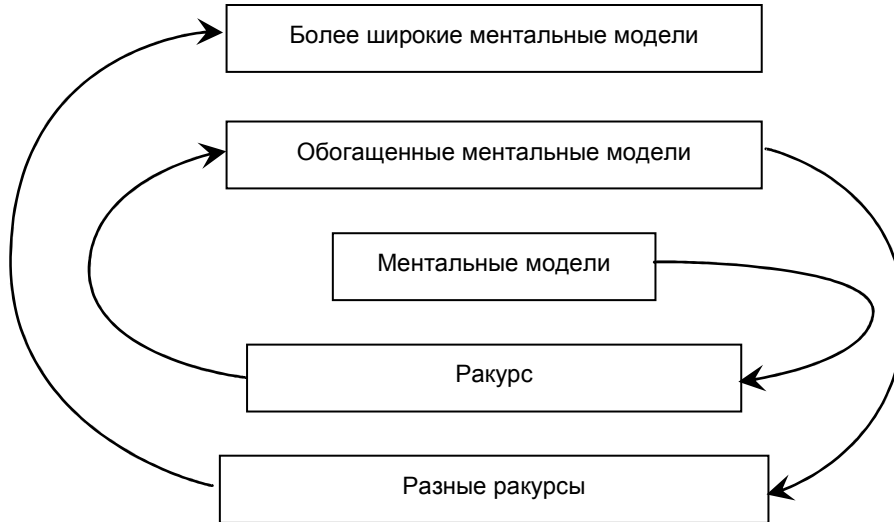 Более широкие ментальные модели
Обогащенные ментальные модели
Ментальные модели
Ракурс
Разные ракурсы